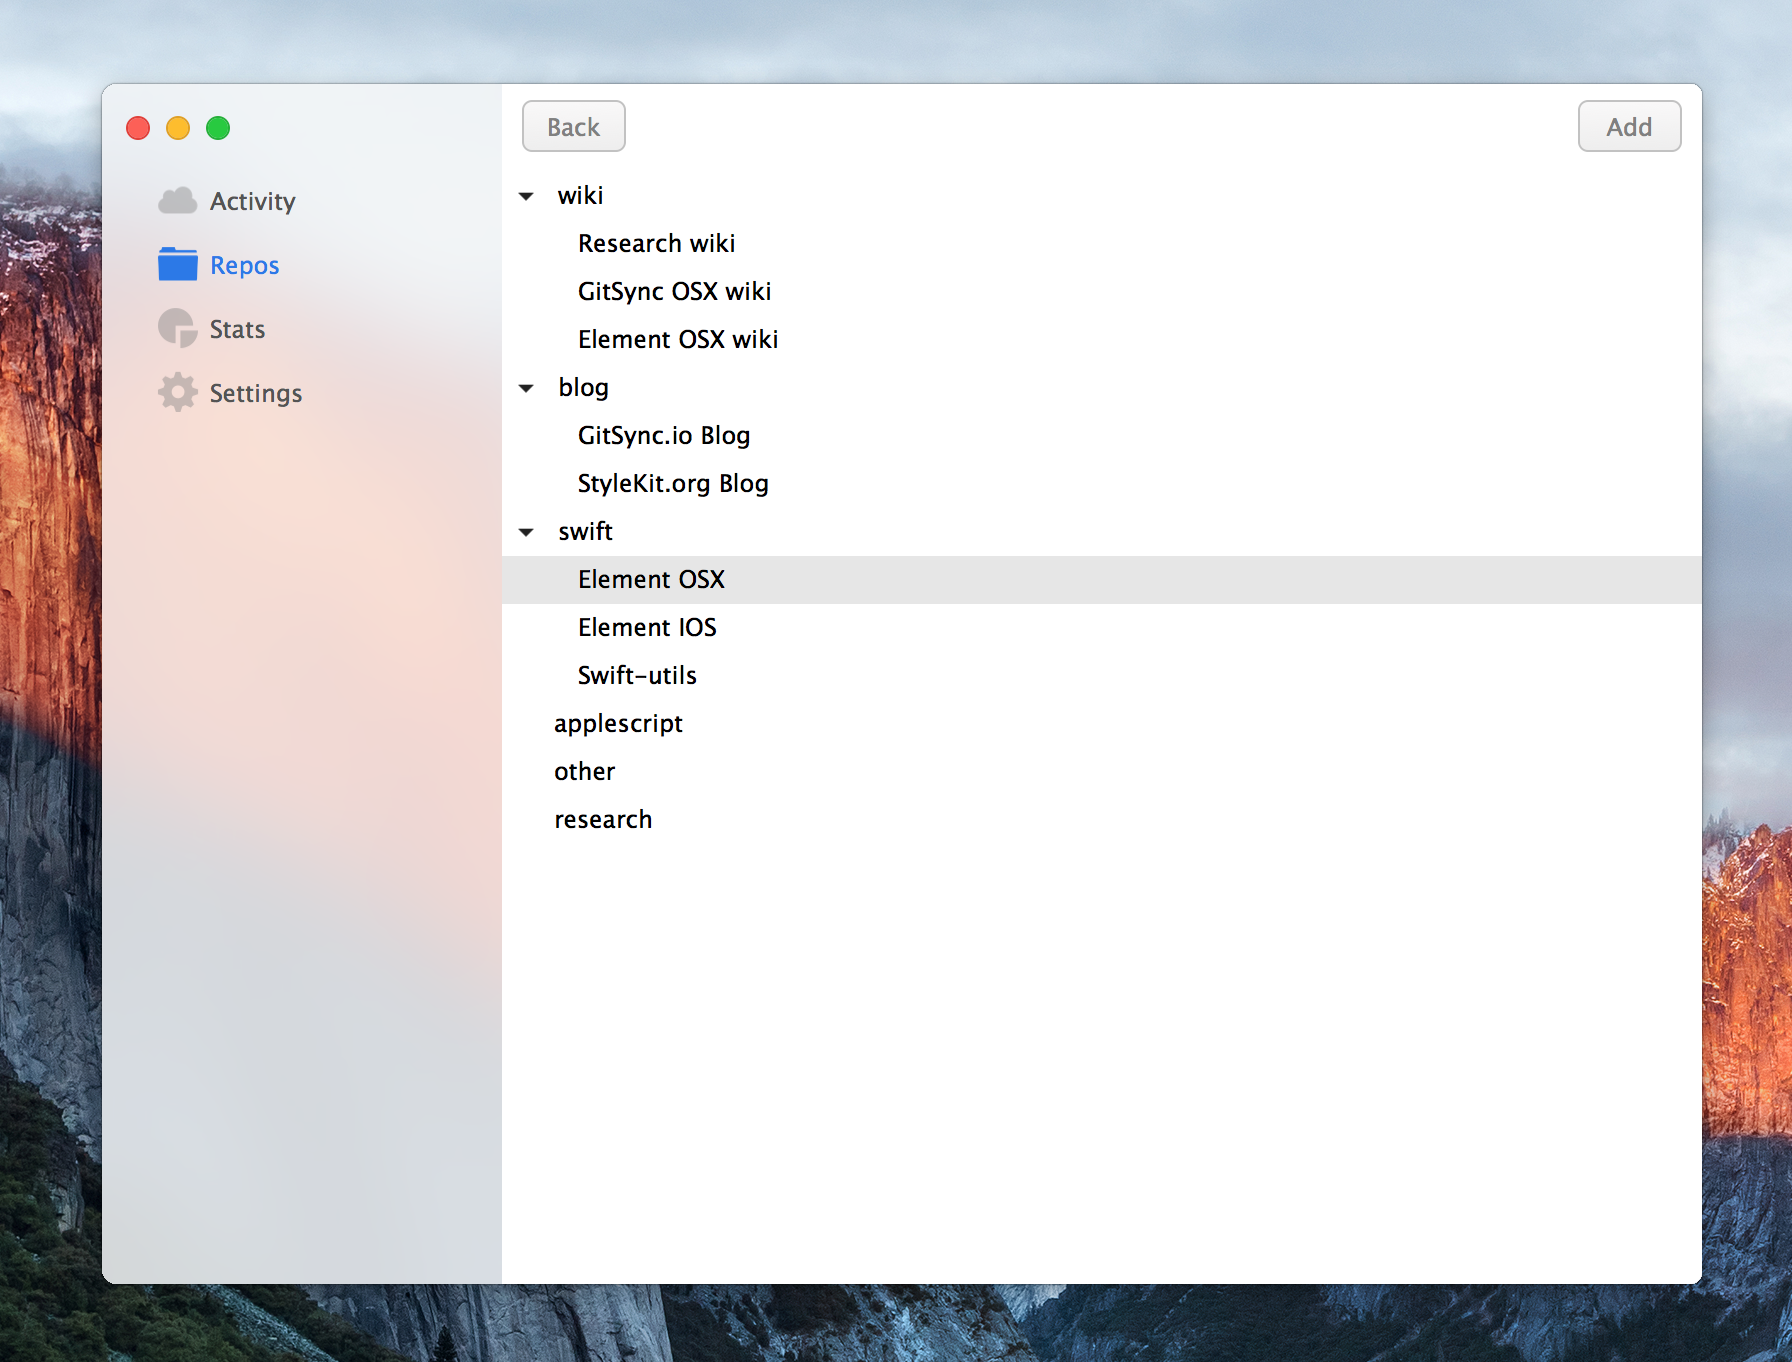 Activity
Repos
Stats
Settings
Back
Add
wiki
Research wiki
GitSync OSX wiki
Element OSX wiki
blog
GitSync.io Blog
StyleKit.org Blog
swift
Element OSX
Element IOS
Swift-utils
applescript
other
research